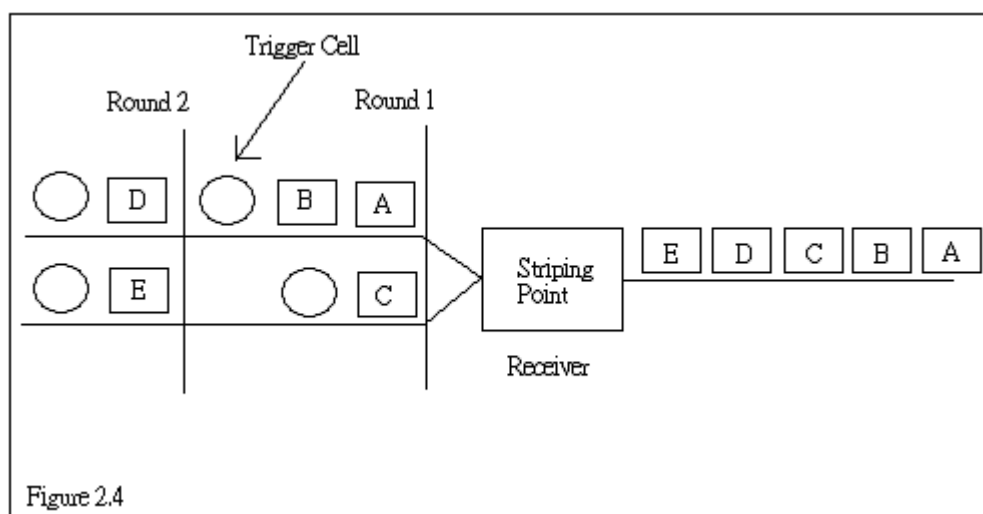 Trigger Cell
Round 2
Round 1
D
B
A
E
C
Striping
Point
E D C B A
Receiver
Figure 2.4